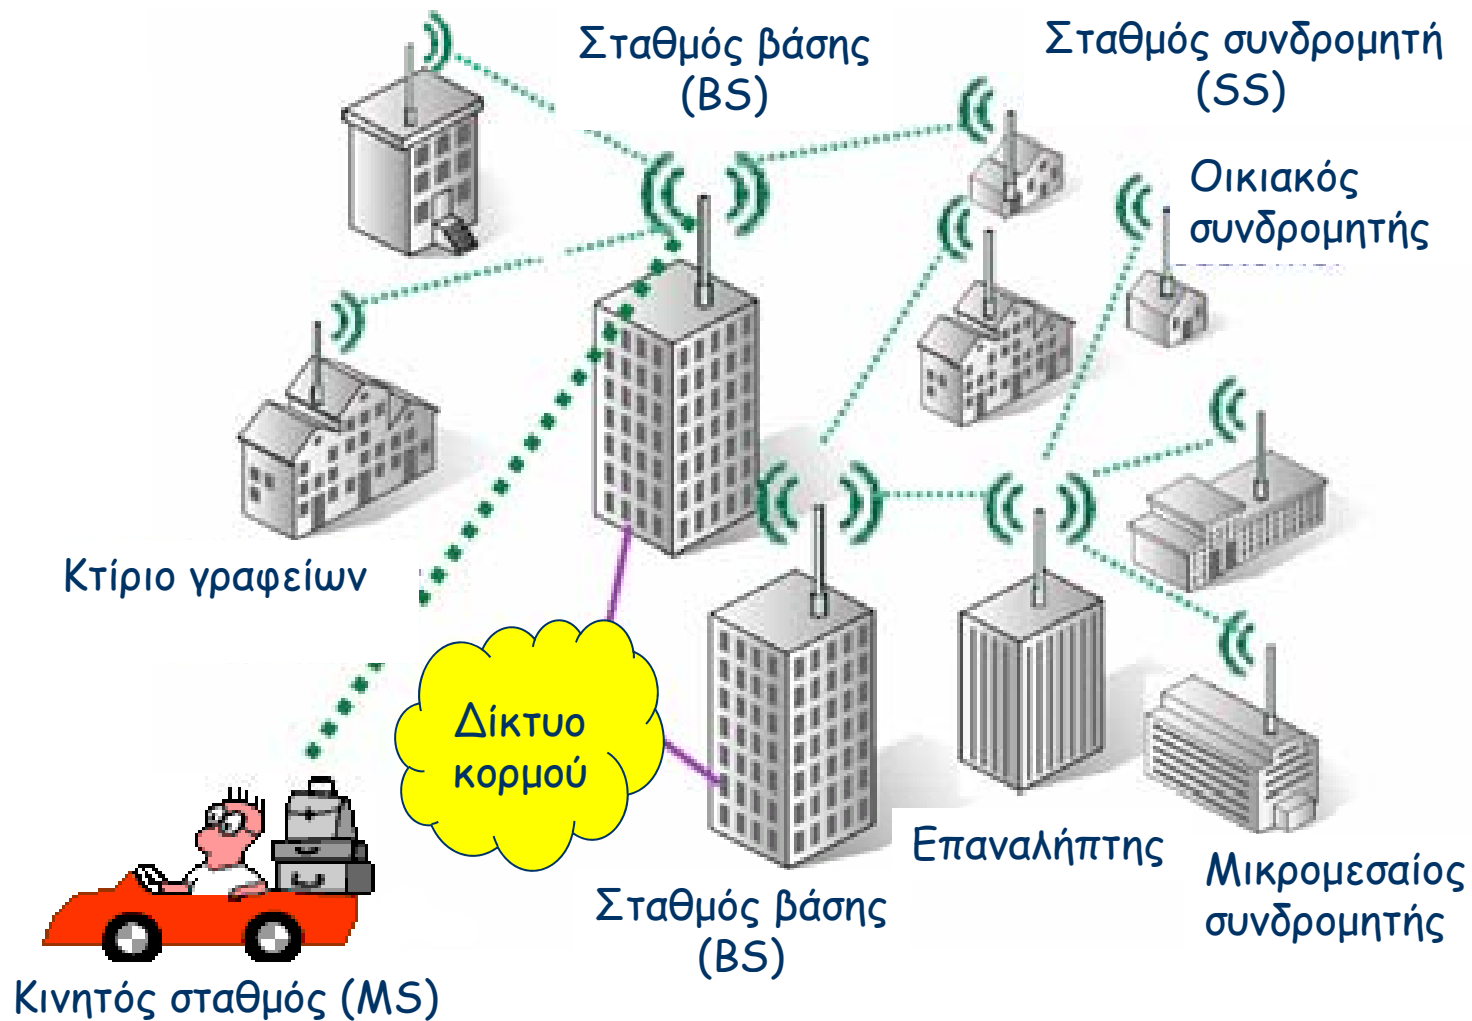 Σταθμός βάσης
(BS)
Σταθμός συνδρομητή
(SS)
Οικιακός
συνδρομητής
Κτίριο γραφείων
Δίκτυο
κορμού
Επαναλήπτης
Μικρομεσαίος
συνδρομητής
Σταθμός βάσης
(BS)
Κινητός σταθμός (MS)